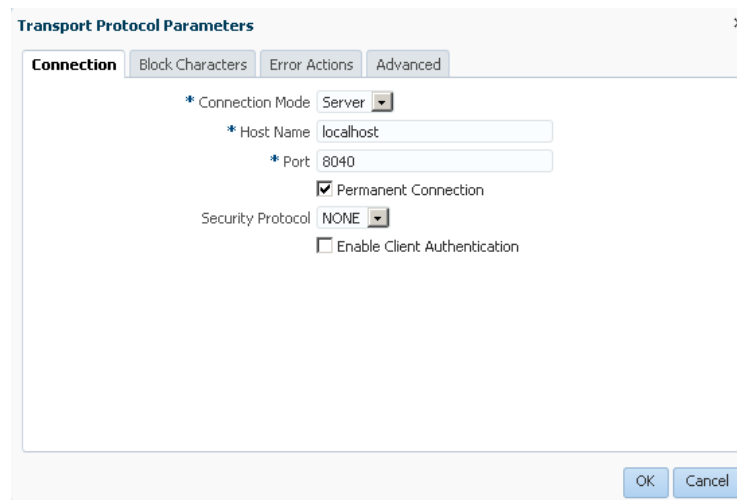 Transport Protocol Parameters
Connection Block Characters Error Actions Advanced
* Connection Mode Server
* Host Name localhost
* Port 8040
Permanent Connection
Security Protocol NONE
Enable Client Authentication
OK Cancel